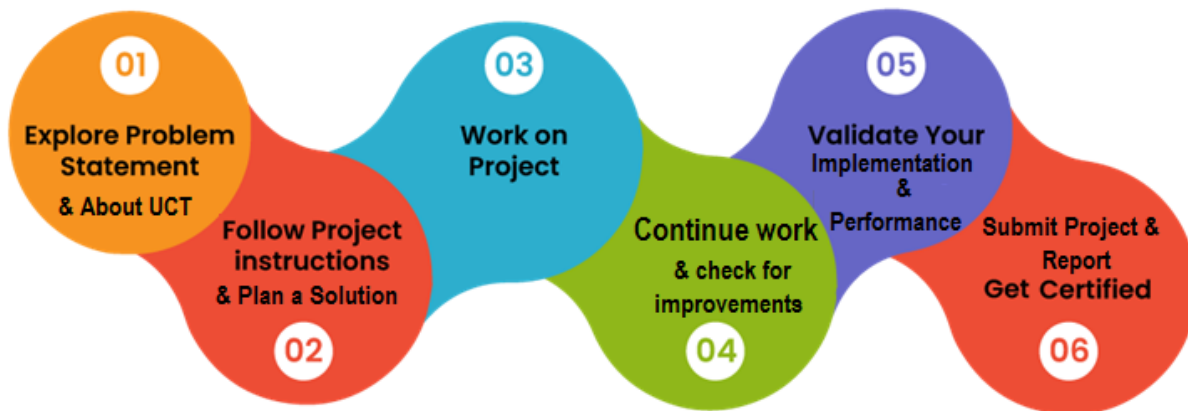 01
Explore Problem
Statement
& About UCT
Follow Project
instructions
& Plan a Solution
02
03
Work on
Project
Continue work
& check for
improvements
04
05
Validate Your
Implementation
&
Performance
Submit Project &
Report
Get Certified
06